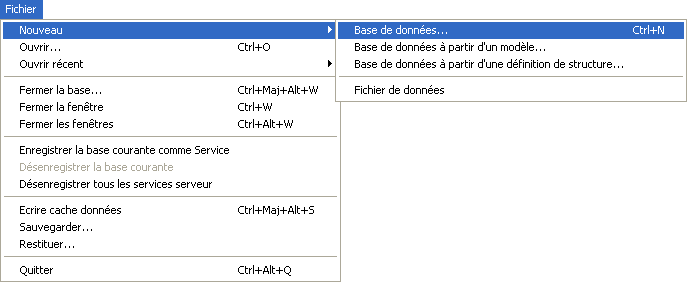 Fichier
Nouveau
Ouvrir... Ctrl+O
Ouvrir récent
Fermer la base... Ctrl+Maj+Alt+W
Fermer la fenêtre Ctrl+W
Fermer les fenêtres Ctrl+Alt+W
Enregistrer la base courante comme Service
Désenregistrer la base courante
Désenregistrer tous les services serveur
Ecrire cache données Ctrl+Maj+Alt+S
Sauvegarder...
Restituer...
Quitter Ctrl+Alt+Q
Base de données... Ctrl+N
Base de données à partir d'un modèle...
Base de données à partir d'une définition de structure...
Fichier de données